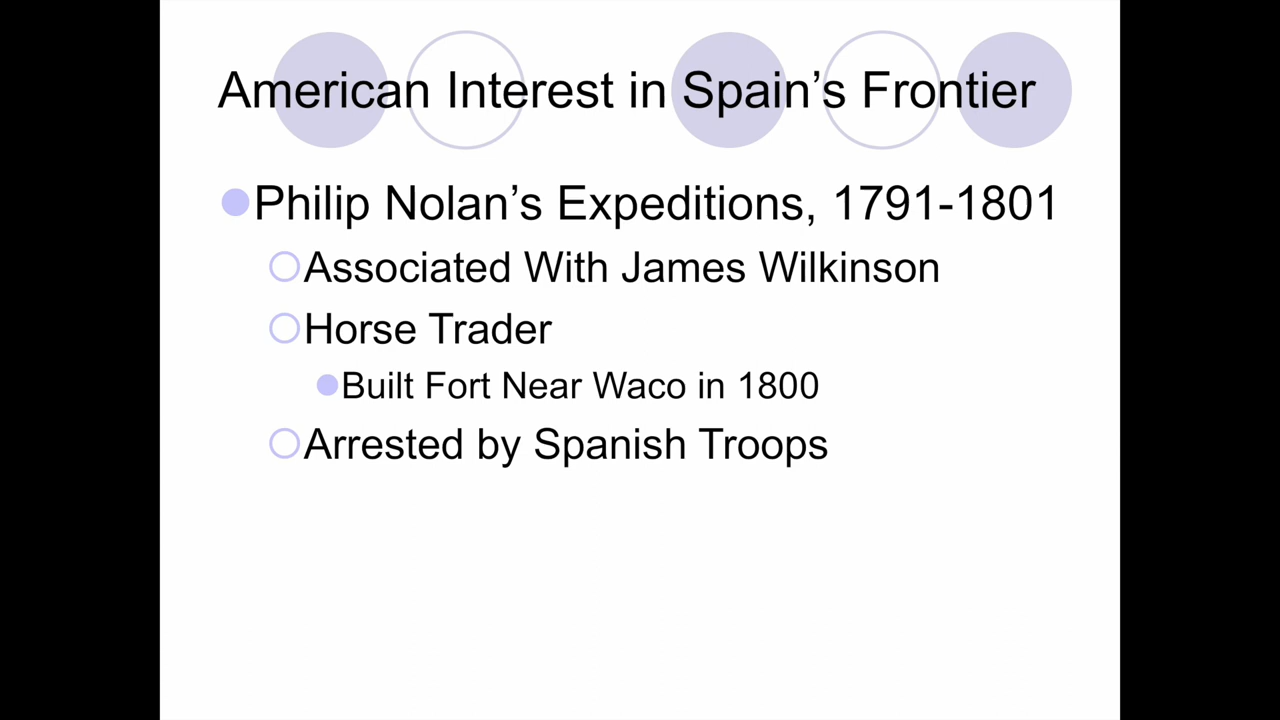 American Interest in Spain’s Frontier
Philip Nolan’s Expeditions, 1791-1801
Associated With James Wilkinson
Horse Trader
Built Fort Near Waco in 1800
Arrested by Spanish Troops